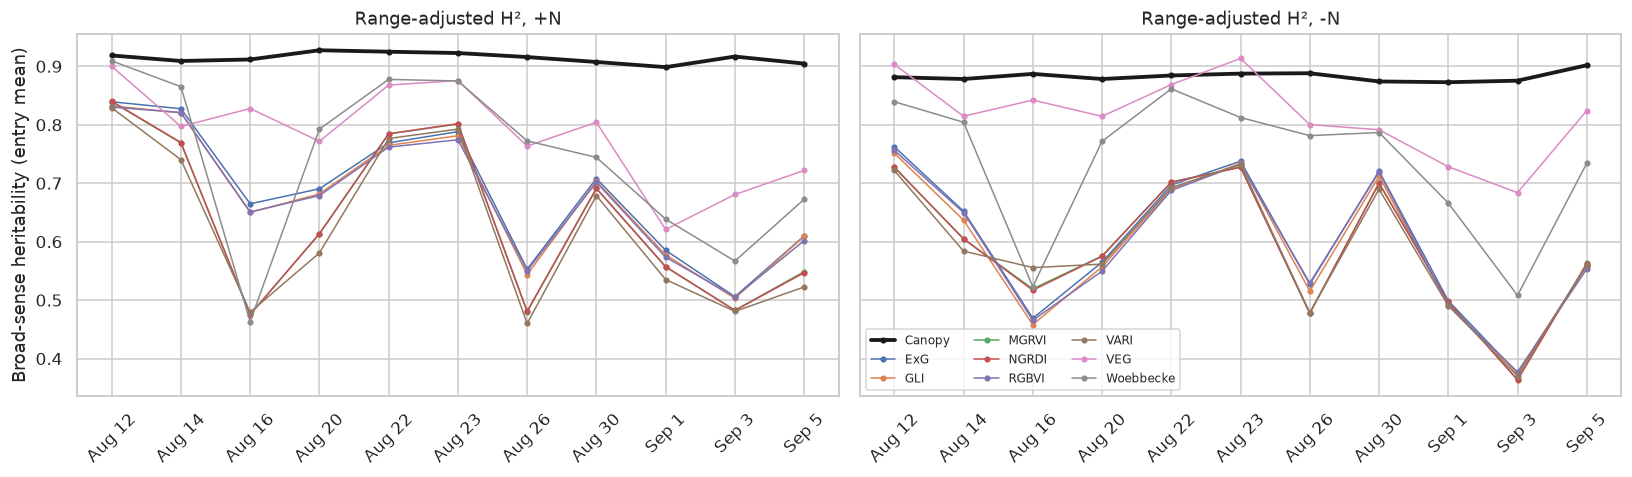 Range-adjusted H², +N
Range-adjusted H², -N
Broad-sense heritability (entry mean)
0.9
0.8
0.7
0.6
0.5
0.4
Canopy
ExG
GLI
MGRVI
NGRDI
RGBVI
VARI
VEG
Woebbecke
Aug 12
Aug 14
Aug 16
Aug 20
Aug 22
Aug 23
Aug 26
Aug 30
Sep 1
Sep 3
Sep 5
Aug 12
Aug 14
Aug 16
Aug 20
Aug 22
Aug 23
Aug 26
Aug 30
Sep 1
Sep 3
Sep 5